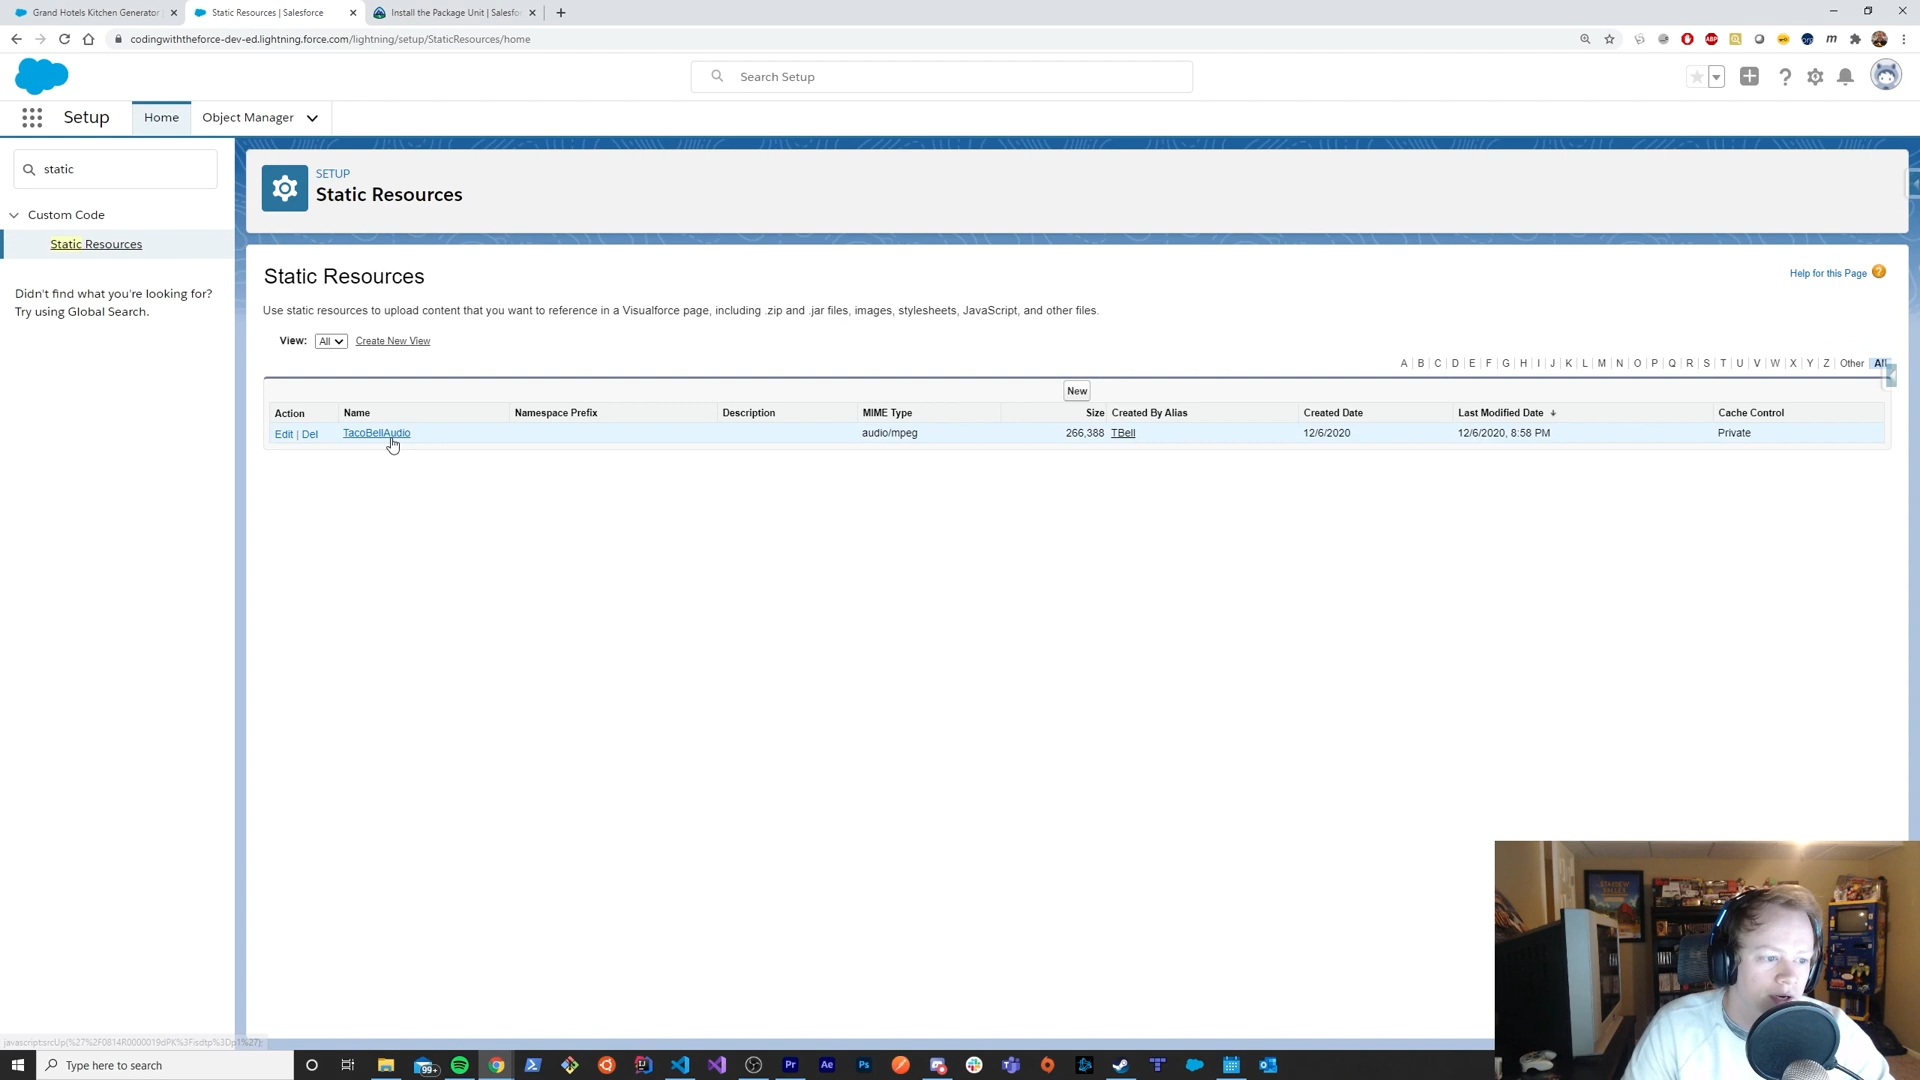 Grand Hotels Kitchen Generator
Static Resources | Salesforce
Install the Package Unit | Salesfo
codingwiththeforce-dev-ed.lightning.force.com/lightning/setup/StaticResources/home
Search Setup
Setup
Home
Object Manager
static
Custom Code
Static Resources
Didn't find what you're looking for?
Try using Global Search.
SETUP
Static Resources
Static Resources
Help for this Page
Use static resources to upload content that you want to reference in a Visualforce page, including .zip and .jar files, images, stylesheets, JavaScript, and other files.
View: All Create New View
A | B | C | D | E | F | G | H | I | J | K | L | M | N | O | P | Q | R | S | T | U | V | W | X | Y | Z | Other | All
New
Action Name Namespace Prefix Description MIME Type Size Created By Alias Created Date Last Modified Date Cache Control
Edit | Del TacoBellAudio audio/mpeg 266,388 TBell 12/6/2020 12/6/2020, 8:58 PM Private
STARDEW VALLEY
Type here to search
99+
Pr
Ae
Ps